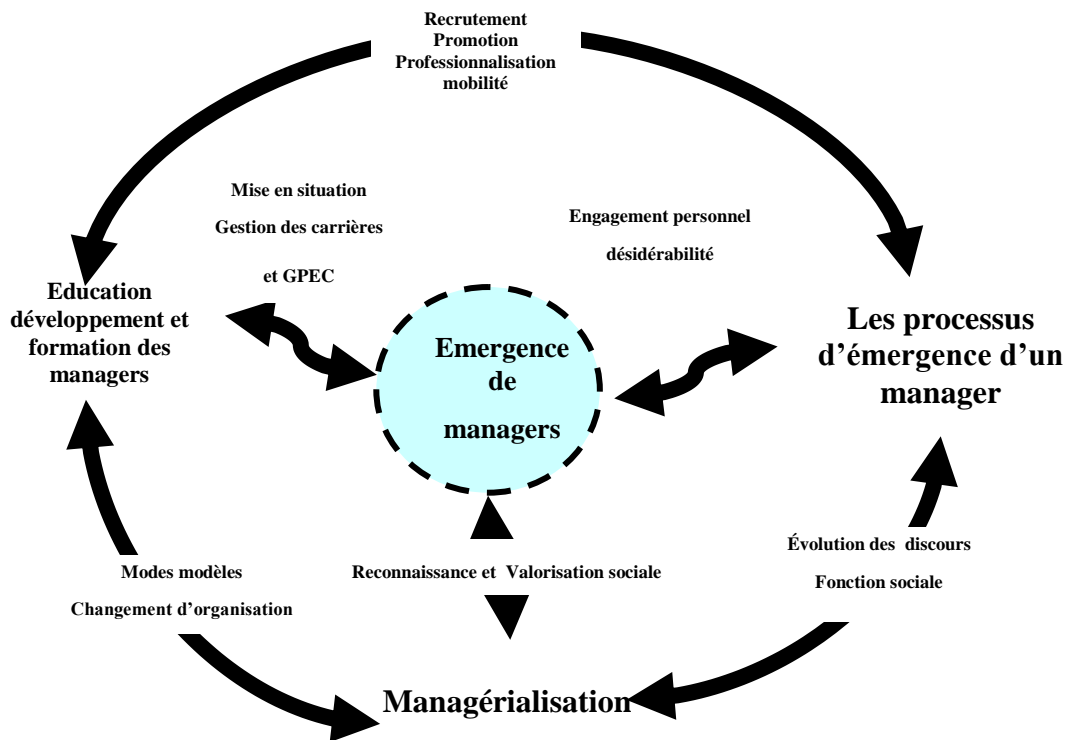 Recrutement
Promotion
Professionnalisation
mobilité
Mise en situation
Gestion des carrières
et GPEC
Engagement personnel
désidérabilité
Education
développement et
formation des
managers
Emergence
de
managers
Les processus
d’émergence d’un
manager
Modes modèles
Changement d’organisation
Reconnaissance et Valorisation sociale
Évolution des discours
Fonction sociale
Managérialisation